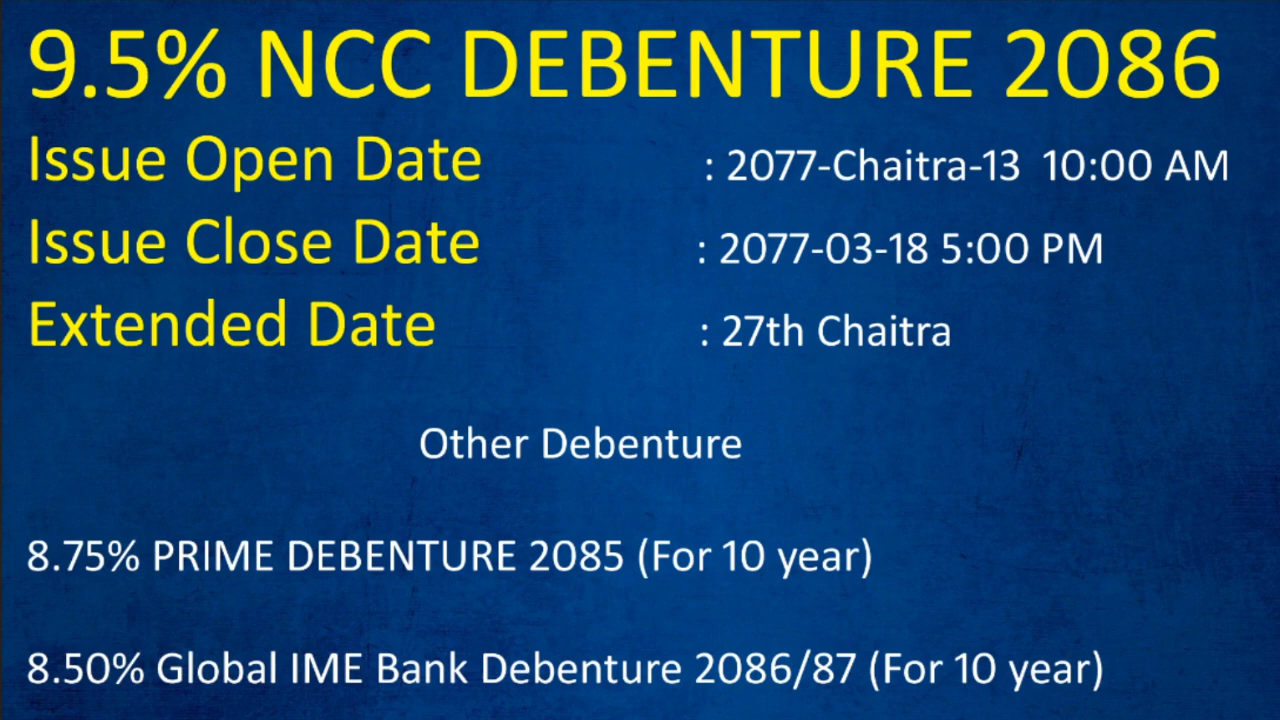 9.5% NCC DEBENTURE 2086
Issue Open Date : 2077-Chaitra-13 10:00 AM
Issue Close Date : 2077-03-18 5:00 PM
Extended Date : 27th Chaitra
Other Debenture
8.75% PRIME DEBENTURE 2085 (For 10 year)
8.50% Global IME Bank Debenture 2086/87 (For 10 year)